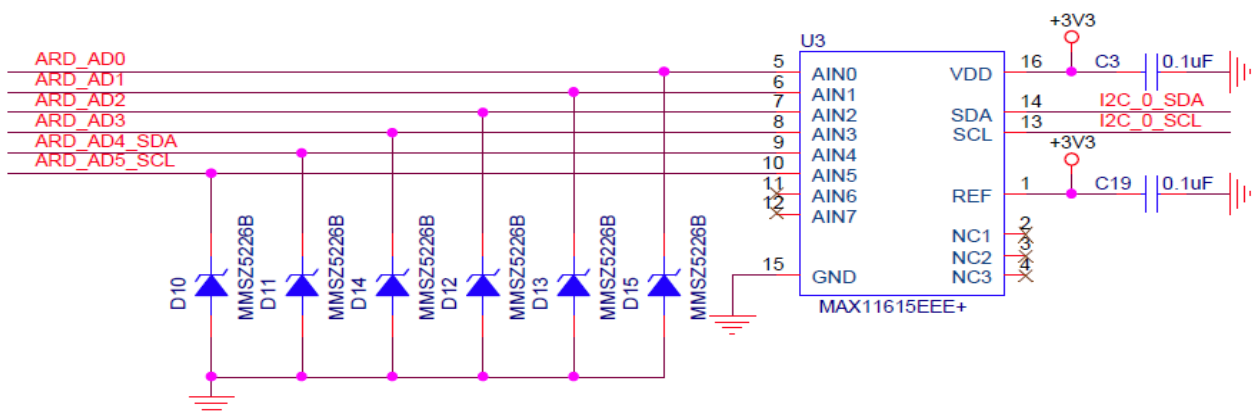 +3V3
U3
ARD_AD0
5
AIN0
VDD
16
C3
0.1uF
ARD_AD1
6
AIN1
ARD_AD2
7
AIN2
SDA
14
I2C_0_SDA
ARD_AD3
8
AIN3
SCL
13
I2C_0_SCL
ARD_AD4_SDA
9
AIN4
+3V3
ARD_AD5_SCL
10
AIN5
11
AIN6
REF
1
C19
0.1uF
12
AIN7
NC1
2
NC2
3
NC3
4
15
GND
MAX11615EEE+
D10
MMSZ5226B
D11
MMSZ5226B
D14
MMSZ5226B
D12
MMSZ5226B
D13
MMSZ5226B
D15
MMSZ5226B